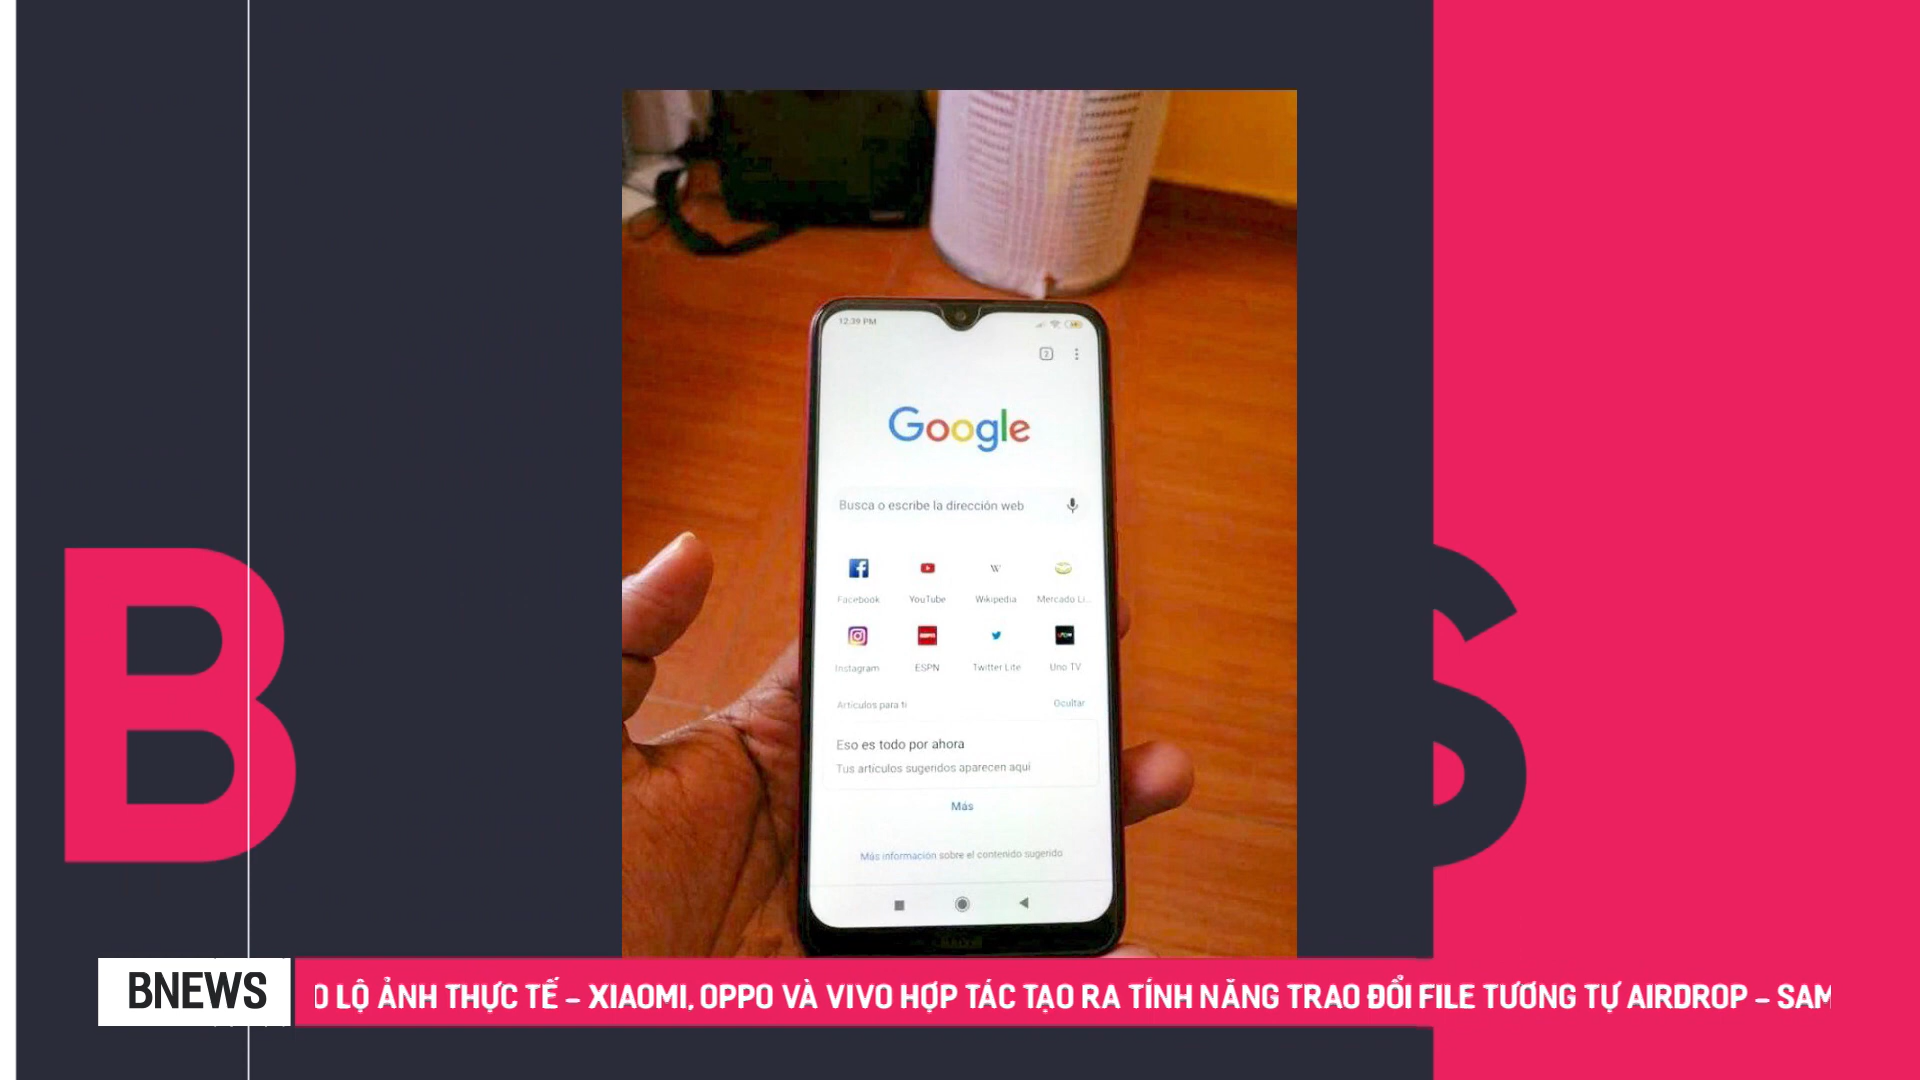 12:39 PM
2
Google
Busca o escribe la dirección web
Facebook
YouTube
Wikipedia
Mercado Li...
Instagram
ESPN
Twitter Lite
Uno TV
Artículos para ti
Ocultar
Eso es todo por ahora
Tus artículos sugeridos aparecen aquí
Más
Más información sobre el contenido sugerido
B
S
BNEWS
LỘ ẢNH THỰC TẾ – XIAOMI, OPPO VÀ VIVO HỢP TÁC TẠO RA TÍNH NĂNG TRAO ĐỔI FILE TƯƠNG TỰ AIRDROP – SAM